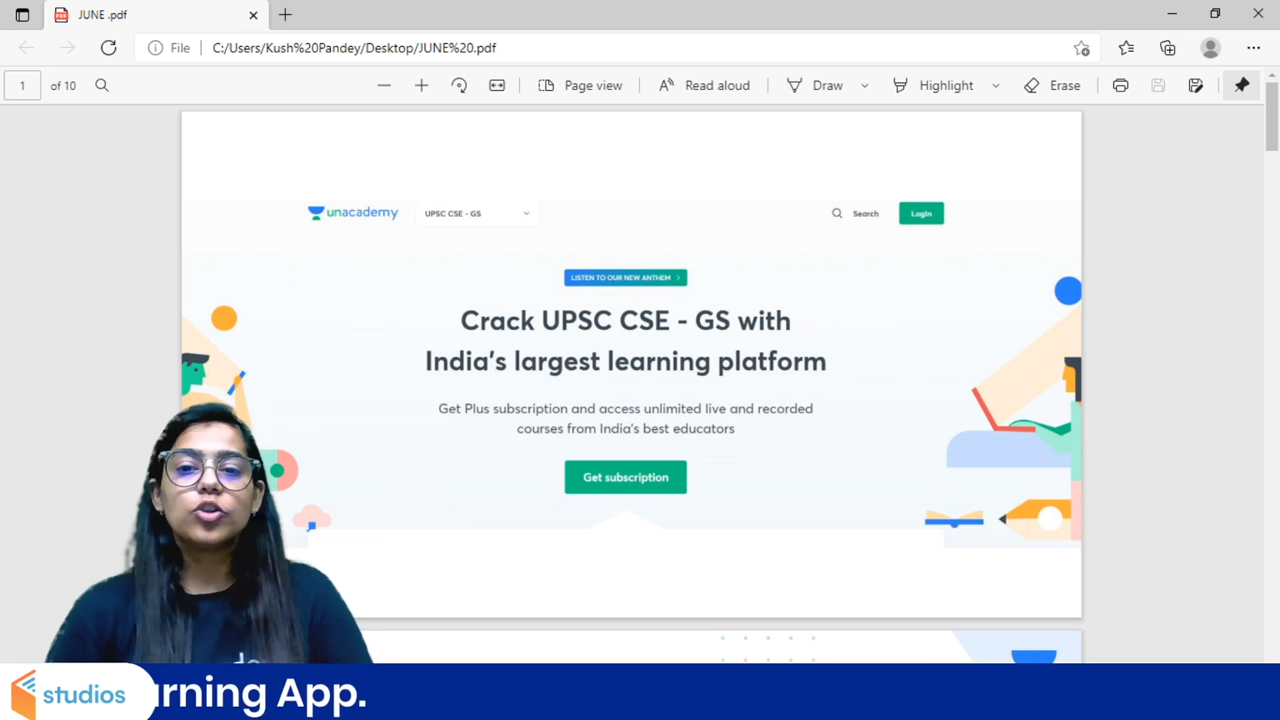 JUNE .pdf
File
C:/Users/Kush%20Pandey/Desktop/JUNE%20.pdf
1 of 10
Page view
Read aloud
Draw
Highlight
Erase
unacademy
UPSC CSE - GS
Search
Login
LISTEN TO OUR NEW ANTHEM
Crack UPSC CSE - GS with
India's largest learning platform
Get Plus subscription and access unlimited live and recorded
courses from India's best educators
Get subscription
studios
rning App.